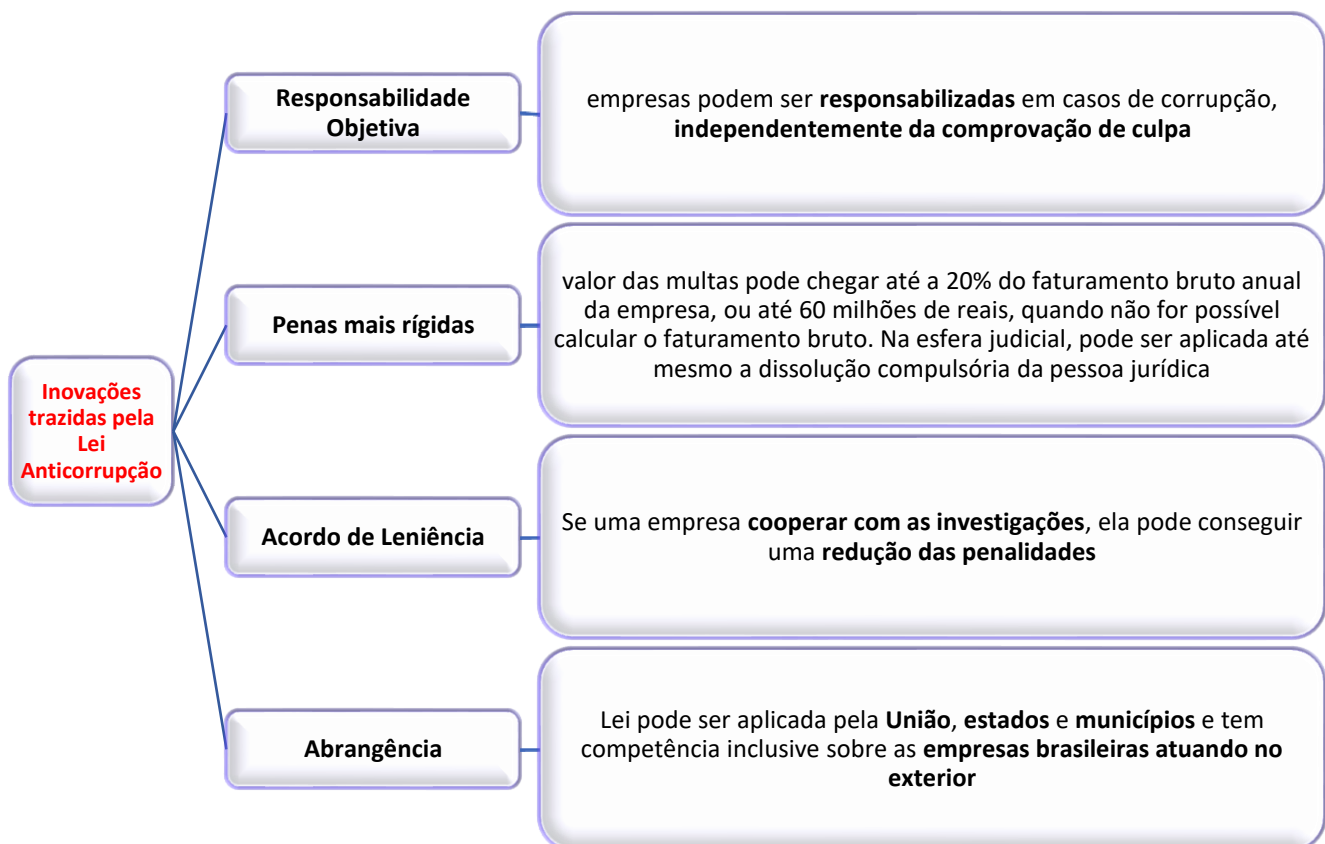 Inovações
trazidas pela
Lei
Anticorrupção
Responsabilidade
Objetiva
empresas podem ser responsabilizadas em casos de corrupção,
independentemente da comprovação de culpa
Penas mais rígidas
valor das multas pode chegar até a 20% do faturamento bruto anual
da empresa, ou até 60 milhões de reais, quando não for possível
calcular o faturamento bruto. Na esfera judicial, pode ser aplicada até
mesmo a dissolução compulsória da pessoa jurídica
Acordo de Leniência
Se uma empresa cooperar com as investigações, ela pode conseguir
uma redução das penalidades
Abrangência
Lei pode ser aplicada pela União, estados e municípios e tem
competência inclusive sobre as empresas brasileiras atuando no
exterior